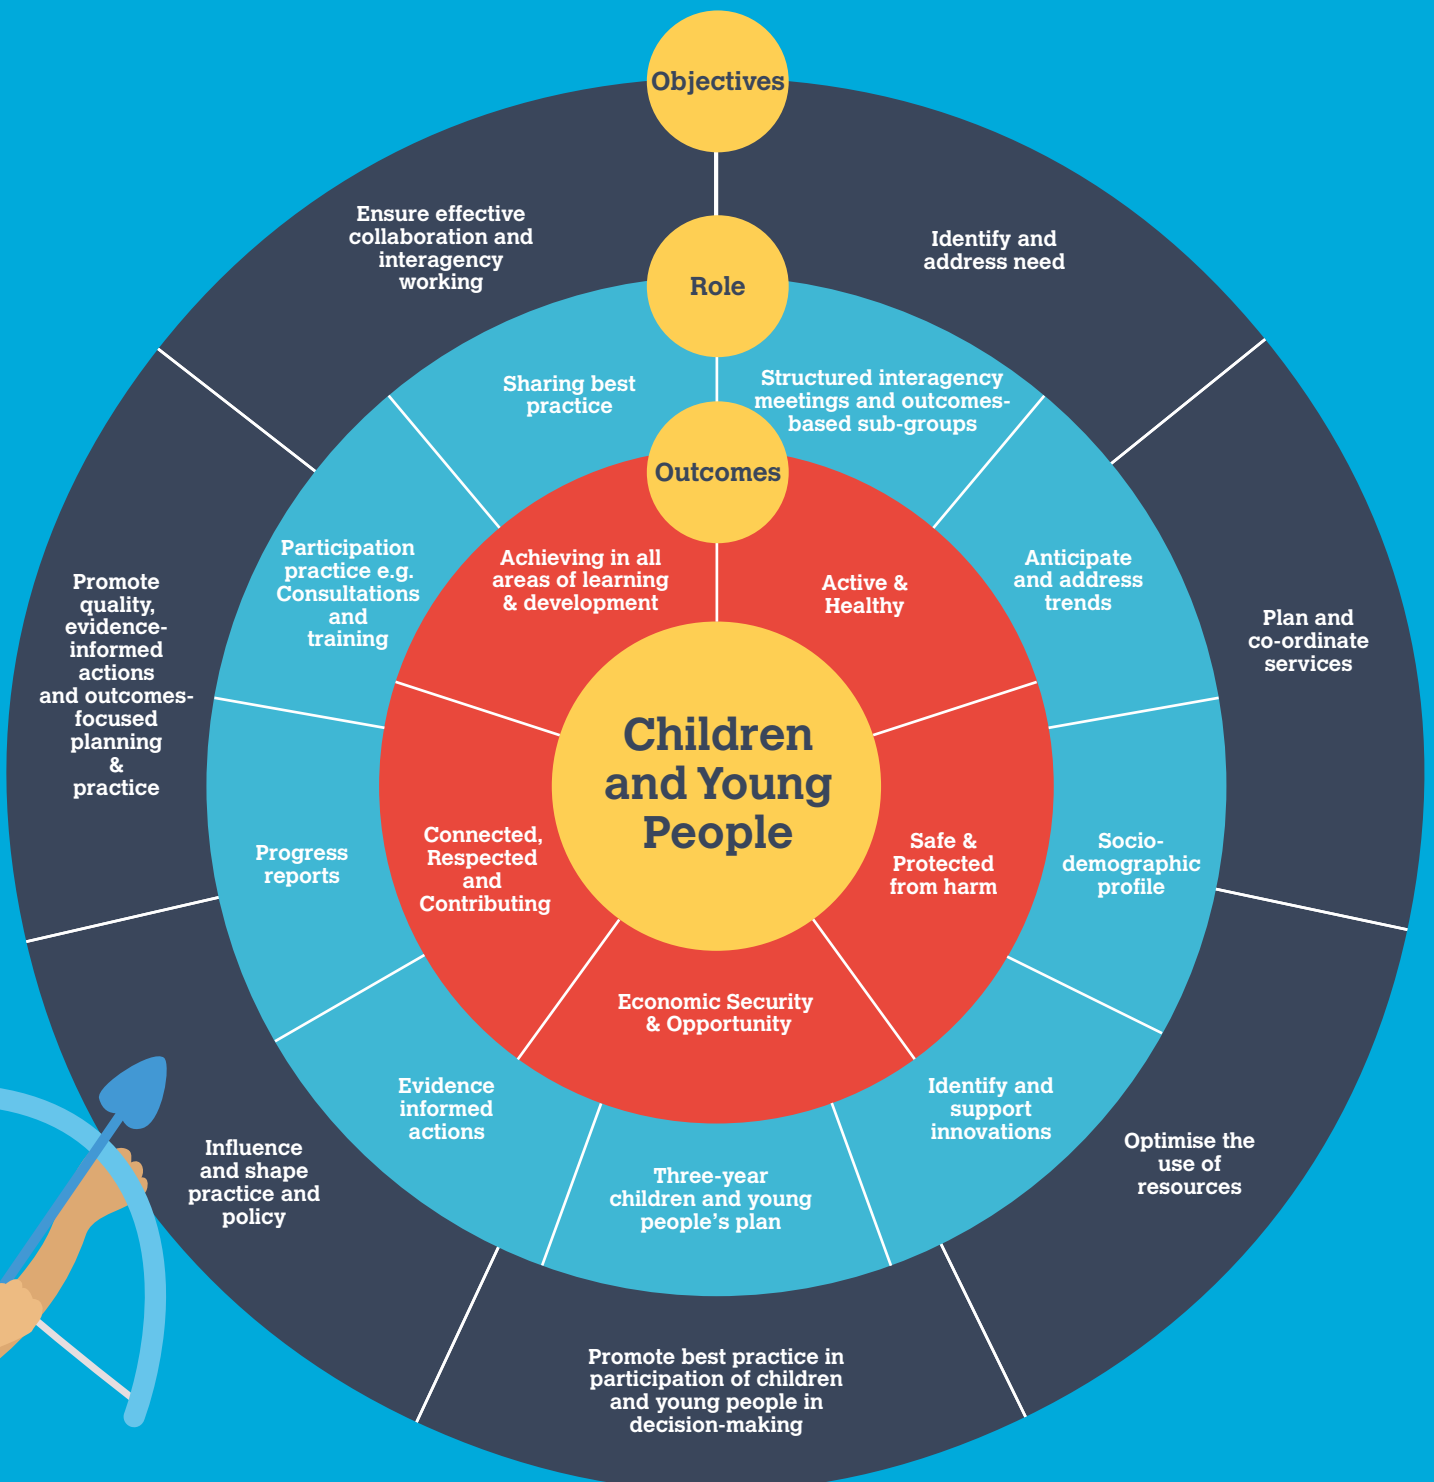 Objectives
Ensure effective
collaboration and
interagency
working
Identify and
address need
Plan and
co-ordinate
services
Optimise the
use of
resources
Promote best practice in
participation of children
and young people in
decision-making
Influence
and shape
practice and
policy
Promote
quality,
evidence-
informed
actions
and outcomes-
focused
planning
&
practice
Role
Sharing best
practice
Structured interagency
meetings and outcomes-
based sub-groups
Anticipate
and address
trends
Socio-
demographic
profile
Identify and
support
innovations
Three-year
children and young
people’s plan
Evidence
informed
actions
Progress
reports
Participation
practice e.g.
Consultations
and
training
Outcomes
Achieving in all
areas of learning
& development
Active &
Healthy
Safe &
Protected
from harm
Economic Security
& Opportunity
Connected,
Respected
and
Contributing
Children
and Young
People